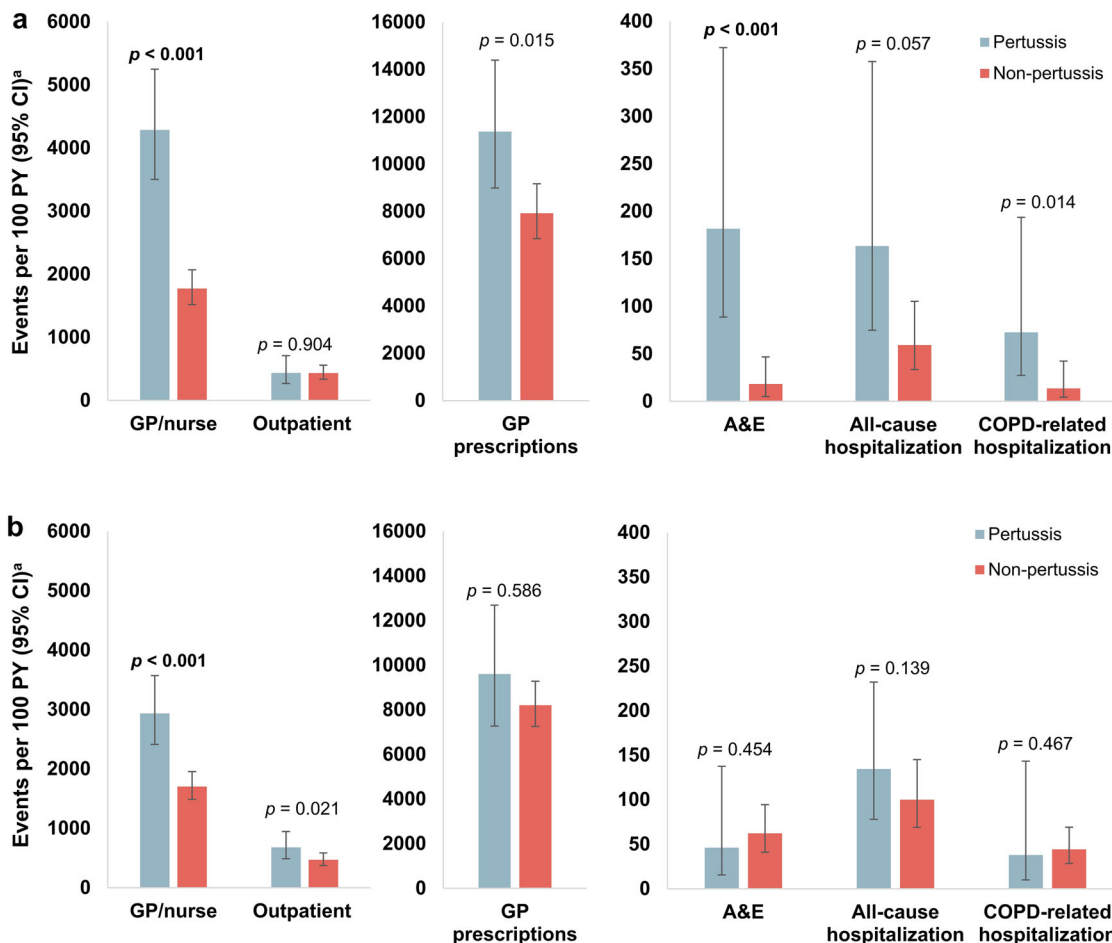 a
Events per 100 PY (95% CI)a
6000
5000
4000
3000
2000
1000
0
p < 0.001
p = 0.904
GP/nurse
Outpatient
16000
14000
12000
10000
8000
6000
4000
2000
0
p = 0.015
GP
prescriptions
400
350
300
250
200
150
100
50
0
p < 0.001
p = 0.057
p = 0.014
Pertussis
Non-pertussis
A&E
All-cause
hospitalization
COPD-related
hospitalization
b
Events per 100 PY (95% CI)a
6000
5000
4000
3000
2000
1000
0
p < 0.001
p = 0.021
GP/nurse
Outpatient
16000
14000
12000
10000
8000
6000
4000
2000
0
p = 0.586
GP
prescriptions
400
350
300
250
200
150
100
50
0
p = 0.454
p = 0.139
p = 0.467
Pertussis
Non-pertussis
A&E
All-cause
hospitalization
COPD-related
hospitalization